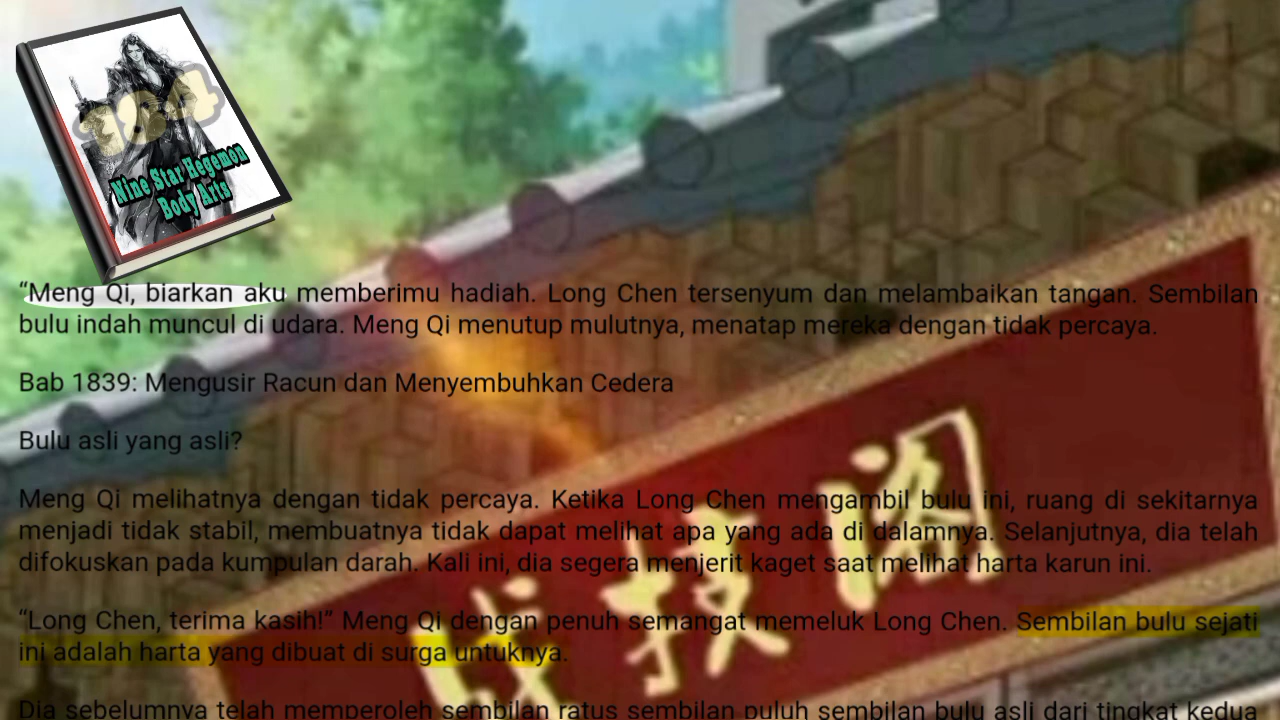 184
Nine Star Hegemon
Body Arts
“Meng Qi, biarkan aku memberimu hadiah. Long Chen tersenyum dan melambaikan tangan. Sembilan
bulu indah muncul di udara. Meng Qi menutup mulutnya, menatap mereka dengan tidak percaya.
Bab 1839: Mengusir Racun dan Menyembuhkan Cedera
Bulu asli yang asli?
Meng Qi melihatnya dengan tidak percaya. Ketika Long Chen mengambil bulu ini, ruang di sekitarnya
menjadi tidak stabil, membuatnya tidak dapat melihat apa yang ada di dalamnya. Selanjutnya, dia telah
difokuskan pada kumpulan darah. Kali ini, dia segera menjerit kaget saat melihat harta karun ini.
“Long Chen, terima kasih!” Meng Qi dengan penuh semangat memeluk Long Chen. Sembilan bulu sejati
ini adalah harta yang dibuat di surga untuknya.
Dia sebelumnya telah memperoleh sembilan ratus sembilan puluh sembilan bulu asli dari tingkat kedua
战技阁